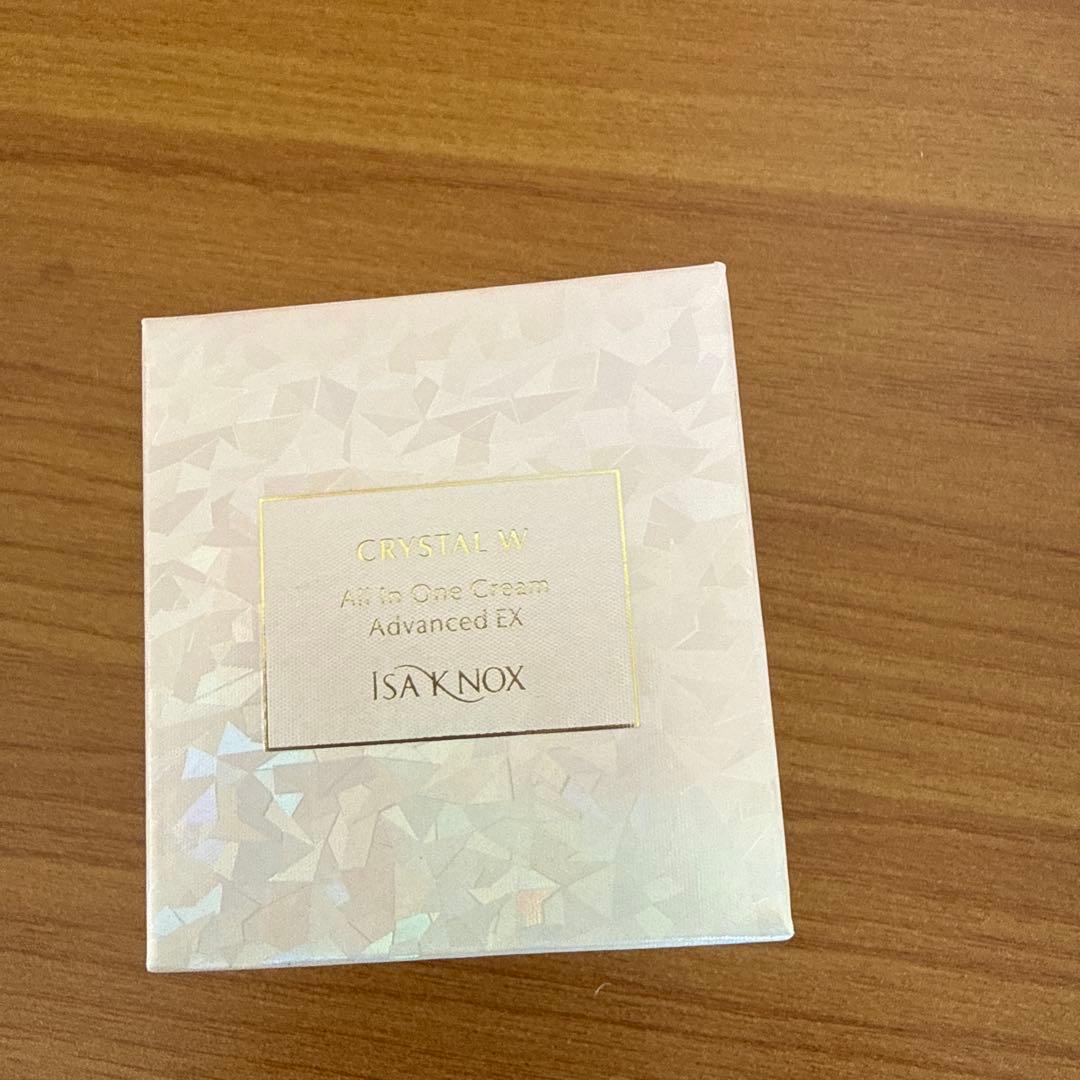 CRYSTAL W
All in One Cream
Advanced EX
ISA KNOX